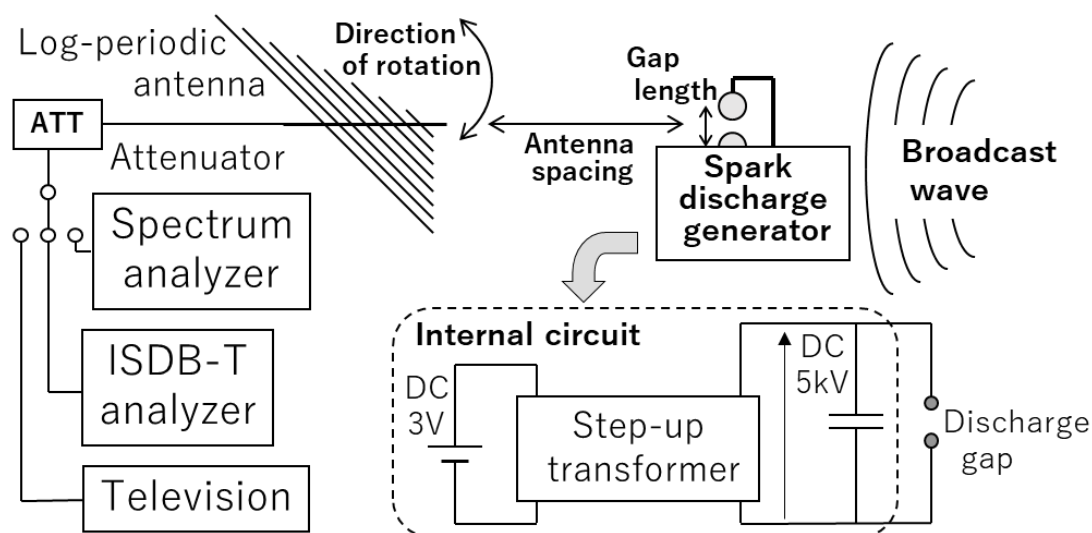 Log-periodic
antenna
Direction
of rotation
Gap
length
ATT
Attenuator
Antenna
spacing
Spark
discharge
generator
Broadcast
wave
Spectrum
analyzer
ISDB-T
analyzer
Television
Internal circuit
DC
3V
Step-up
transformer
DC
5kV
Discharge
gap